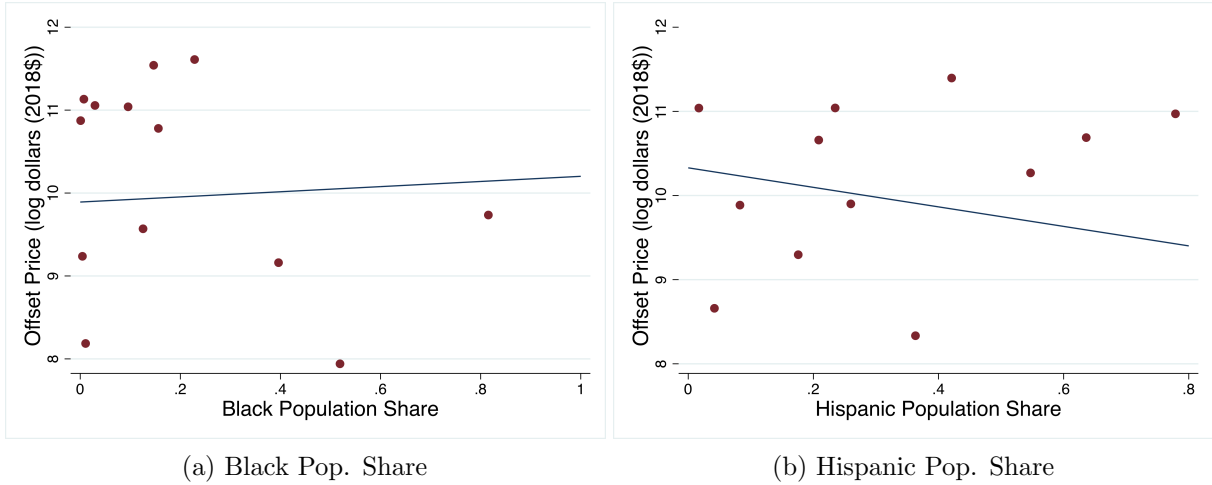 Offset Price (log dollars (2018$))
12
11
10
9
8
0 .2 .4 .6 .8 1
Black Population Share
(a) Black Pop. Share
Offset Price (log dollars (2018$))
12
11
10
9
8
0 .2 .4 .6 .8
Hispanic Population Share
(b) Hispanic Pop. Share